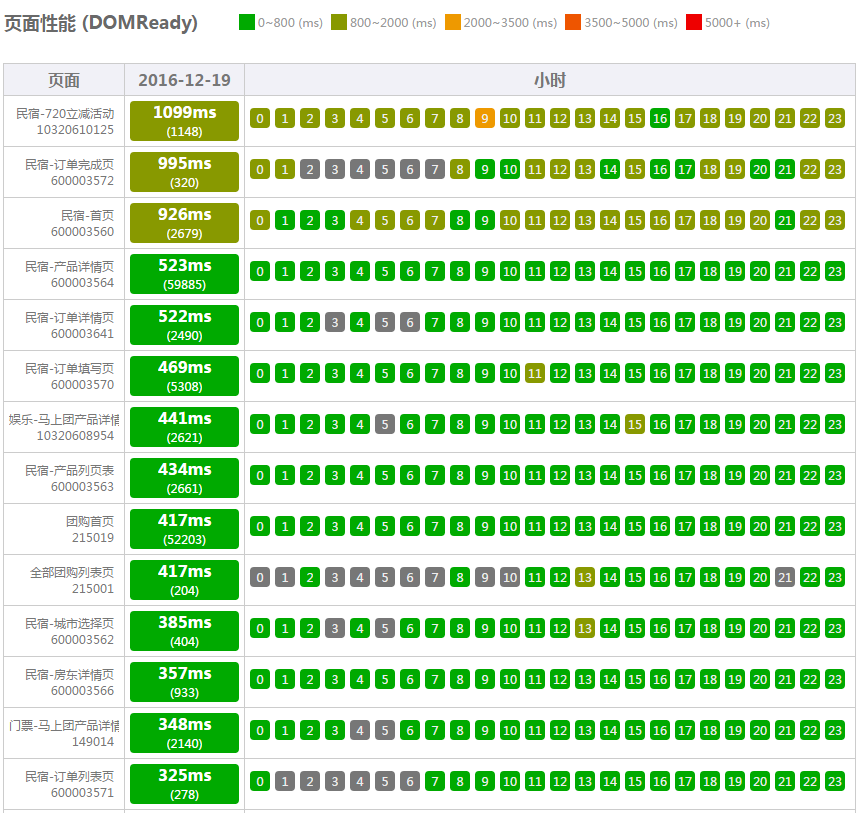 页面性能 (DOMReady)
0~800 (ms) 800~2000 (ms) 2000~3500 (ms) 3500~5000 (ms) 5000+ (ms)
页面 2016-12-19 小时
民宿-720立减活动 1099ms 0 1 2 3 4 5 6 7 8 9 10 11 12 13 14 15 16 17 18 19 20 21 22 23
10320610125 (1148)
民宿-订单完成页 995ms 0 1 2 3 4 5 6 7 8 9 10 11 12 13 14 15 16 17 18 19 20 21 22 23
600003572 (320)
民宿-首页 926ms 0 1 2 3 4 5 6 7 8 9 10 11 12 13 14 15 16 17 18 19 20 21 22 23
600003560 (2679)
民宿-产品详情页 523ms 0 1 2 3 4 5 6 7 8 9 10 11 12 13 14 15 16 17 18 19 20 21 22 23
600003564 (59885)
民宿-订单详情页 522ms 0 1 2 3 4 5 6 7 8 9 10 11 12 13 14 15 16 17 18 19 20 21 22 23
600003641 (2490)
民宿-订单填写页 469ms 0 1 2 3 4 5 6 7 8 9 10 11 12 13 14 15 16 17 18 19 20 21 22 23
600003570 (5308)
娱乐-马上团产品详情 441ms 0 1 2 3 4 5 6 7 8 9 10 11 12 13 14 15 16 17 18 19 20 21 22 23
10320608954 (2621)
民宿-产品列页表 434ms 0 1 2 3 4 5 6 7 8 9 10 11 12 13 14 15 16 17 18 19 20 21 22 23
600003563 (2661)
团购首页 417ms 0 1 2 3 4 5 6 7 8 9 10 11 12 13 14 15 16 17 18 19 20 21 22 23
215019 (52203)
全部团购列表页 417ms 0 1 2 3 4 5 6 7 8 9 10 11 12 13 14 15 16 17 18 19 20 21 22 23
215001 (204)
民宿-城市选择页 385ms 0 1 2 3 4 5 6 7 8 9 10 11 12 13 14 15 16 17 18 19 20 21 22 23
600003562 (404)
民宿-房东详情页 357ms 0 1 2 3 4 5 6 7 8 9 10 11 12 13 14 15 16 17 18 19 20 21 22 23
600003566 (933)
门票-马上团产品详情 348ms 0 1 2 3 4 5 6 7 8 9 10 11 12 13 14 15 16 17 18 19 20 21 22 23
149014 (2140)
民宿-订单列表页 325ms 0 1 2 3 4 5 6 7 8 9 10 11 12 13 14 15 16 17 18 19 20 21 22 23
600003571 (278)